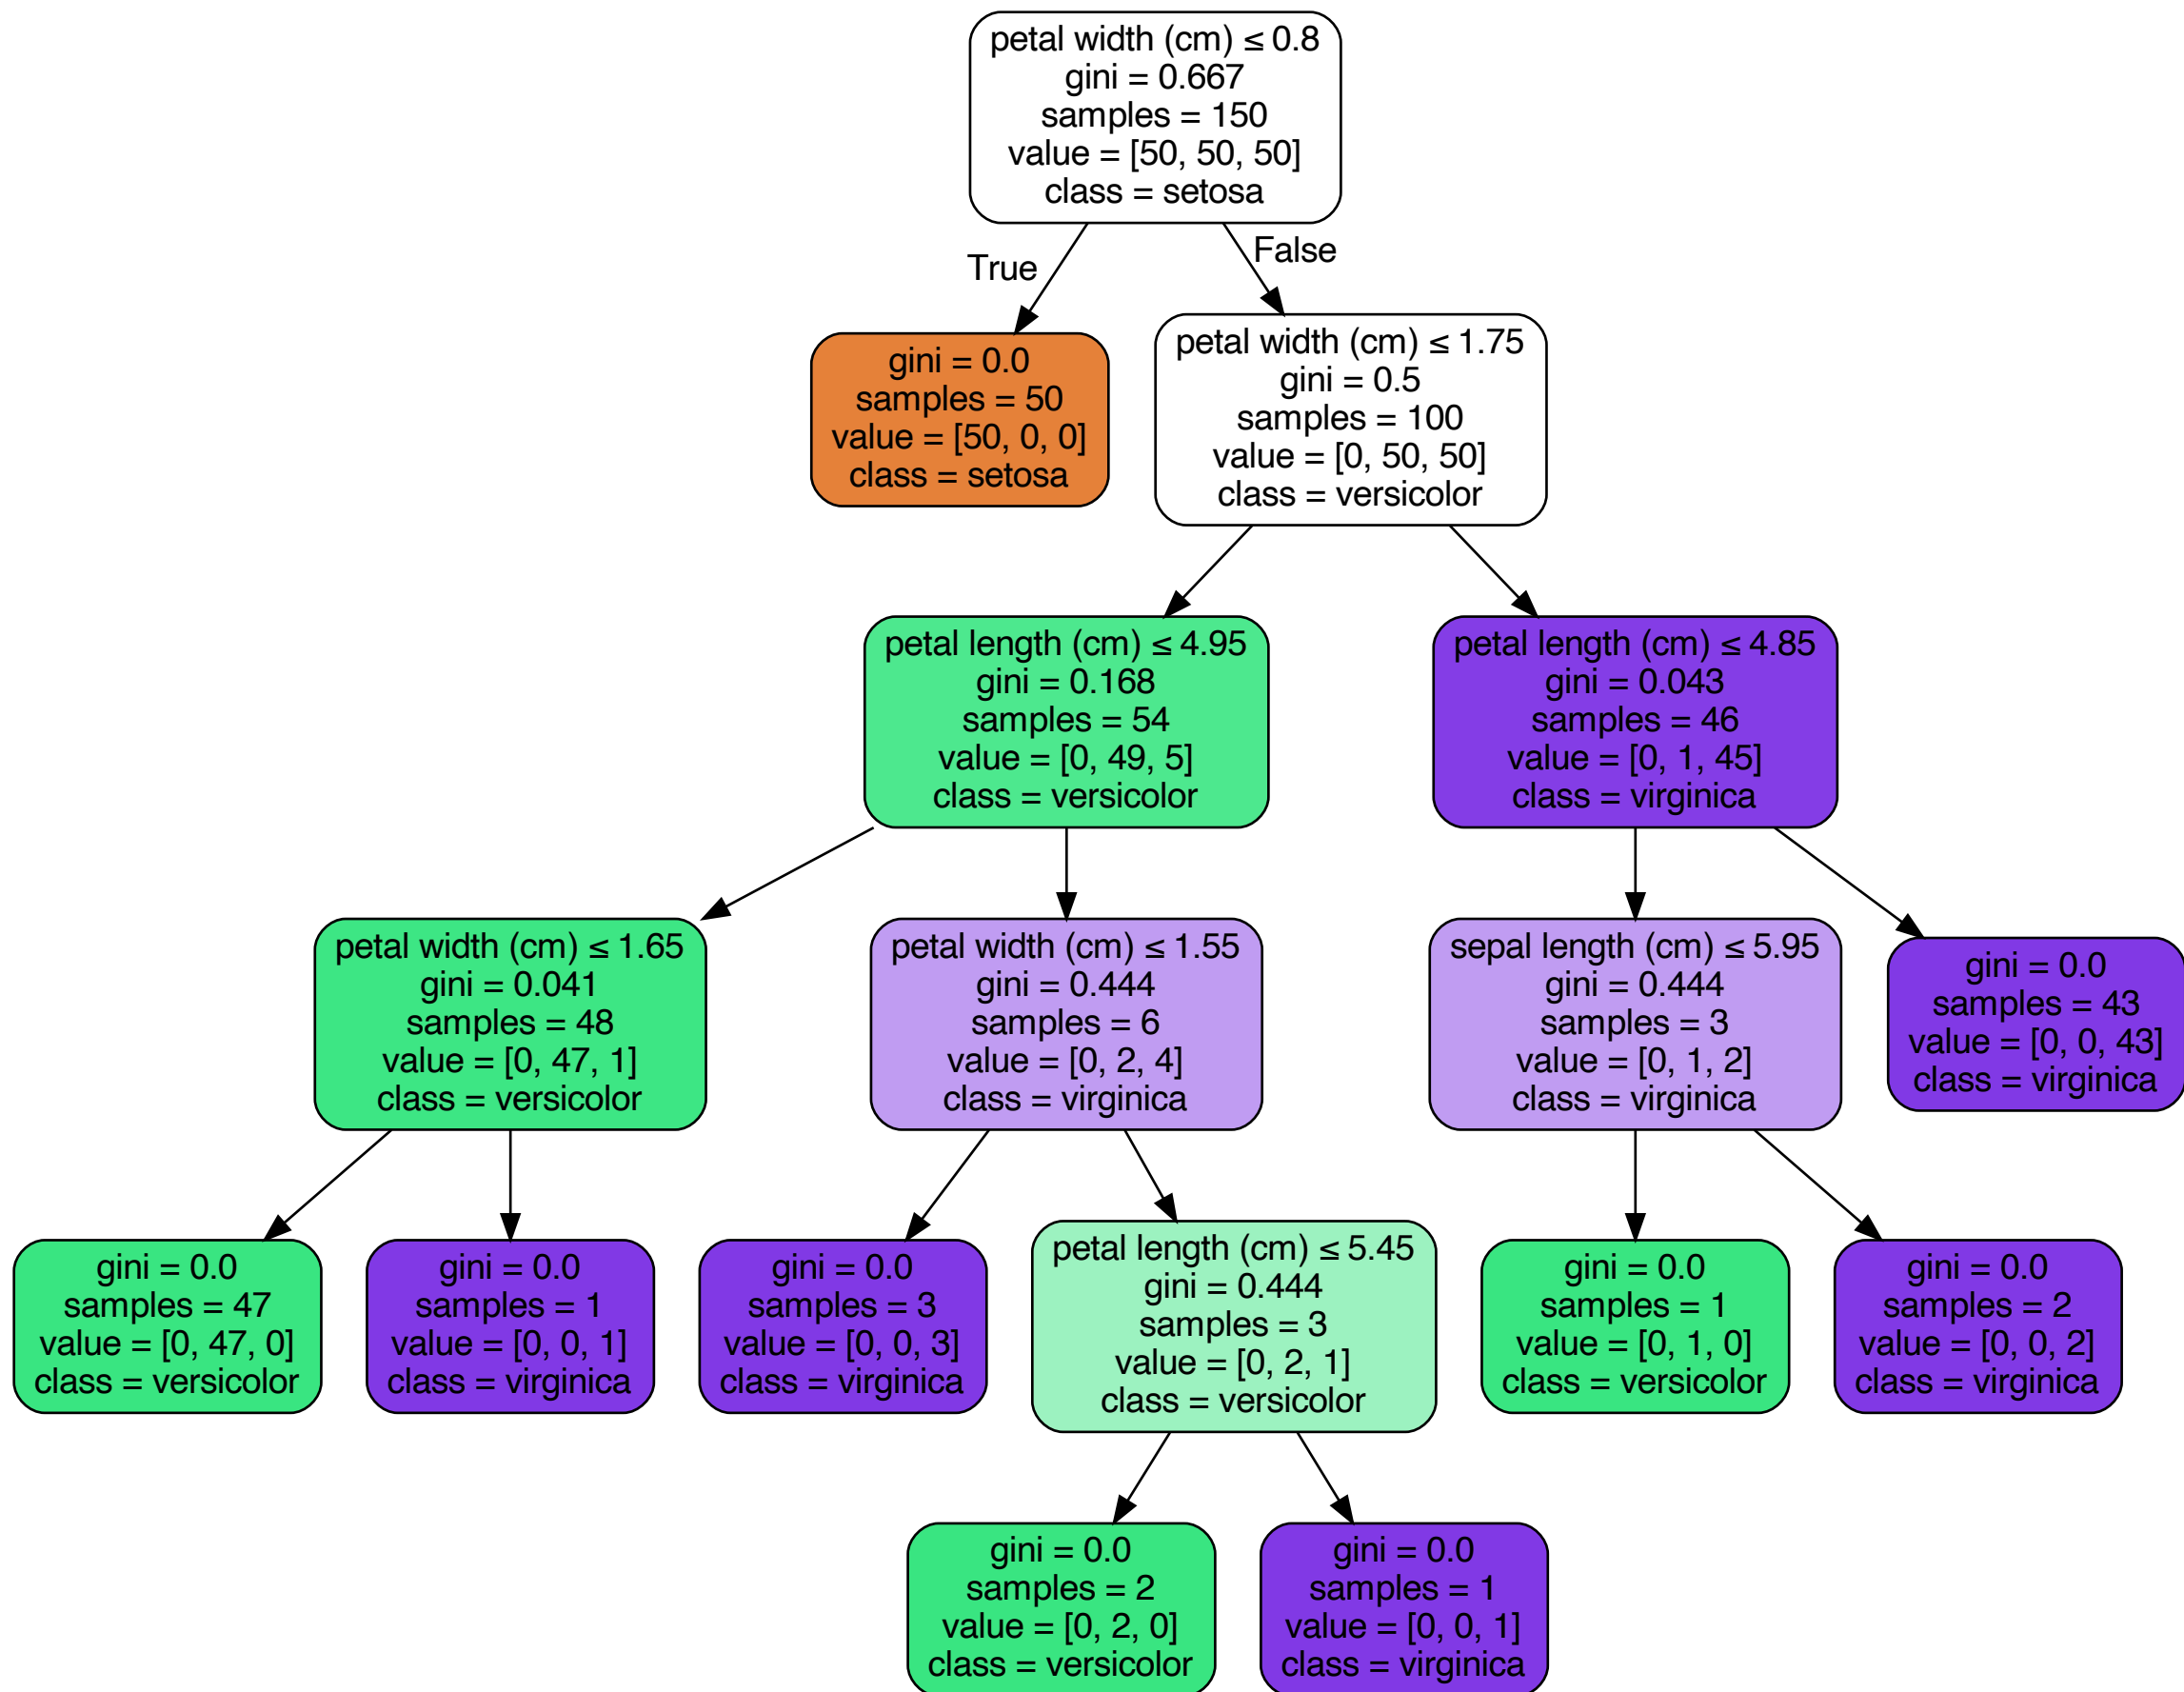 petal width (cm) ≤ 0.8
gini = 0.667
samples = 150
value = [50, 50, 50]
class = setosa
True
False
gini = 0.0
samples = 50
value = [50, 0, 0]
class = setosa
petal width (cm) ≤ 1.75
gini = 0.5
samples = 100
value = [0, 50, 50]
class = versicolor
petal length (cm) ≤ 4.95
gini = 0.168
samples = 54
value = [0, 49, 5]
class = versicolor
petal length (cm) ≤ 4.85
gini = 0.043
samples = 46
value = [0, 1, 45]
class = virginica
petal width (cm) ≤ 1.65
gini = 0.041
samples = 48
value = [0, 47, 1]
class = versicolor
petal width (cm) ≤ 1.55
gini = 0.444
samples = 6
value = [0, 2, 4]
class = virginica
sepal length (cm) ≤ 5.95
gini = 0.444
samples = 3
value = [0, 1, 2]
class = virginica
gini = 0.0
samples = 43
value = [0, 0, 43]
class = virginica
gini = 0.0
samples = 47
value = [0, 47, 0]
class = versicolor
gini = 0.0
samples = 1
value = [0, 0, 1]
class = virginica
gini = 0.0
samples = 3
value = [0, 0, 3]
class = virginica
petal length (cm) ≤ 5.45
gini = 0.444
samples = 3
value = [0, 2, 1]
class = versicolor
gini = 0.0
samples = 1
value = [0, 1, 0]
class = versicolor
gini = 0.0
samples = 2
value = [0, 0, 2]
class = virginica
gini = 0.0
samples = 2
value = [0, 2, 0]
class = versicolor
gini = 0.0
samples = 1
value = [0, 0, 1]
class = virginica